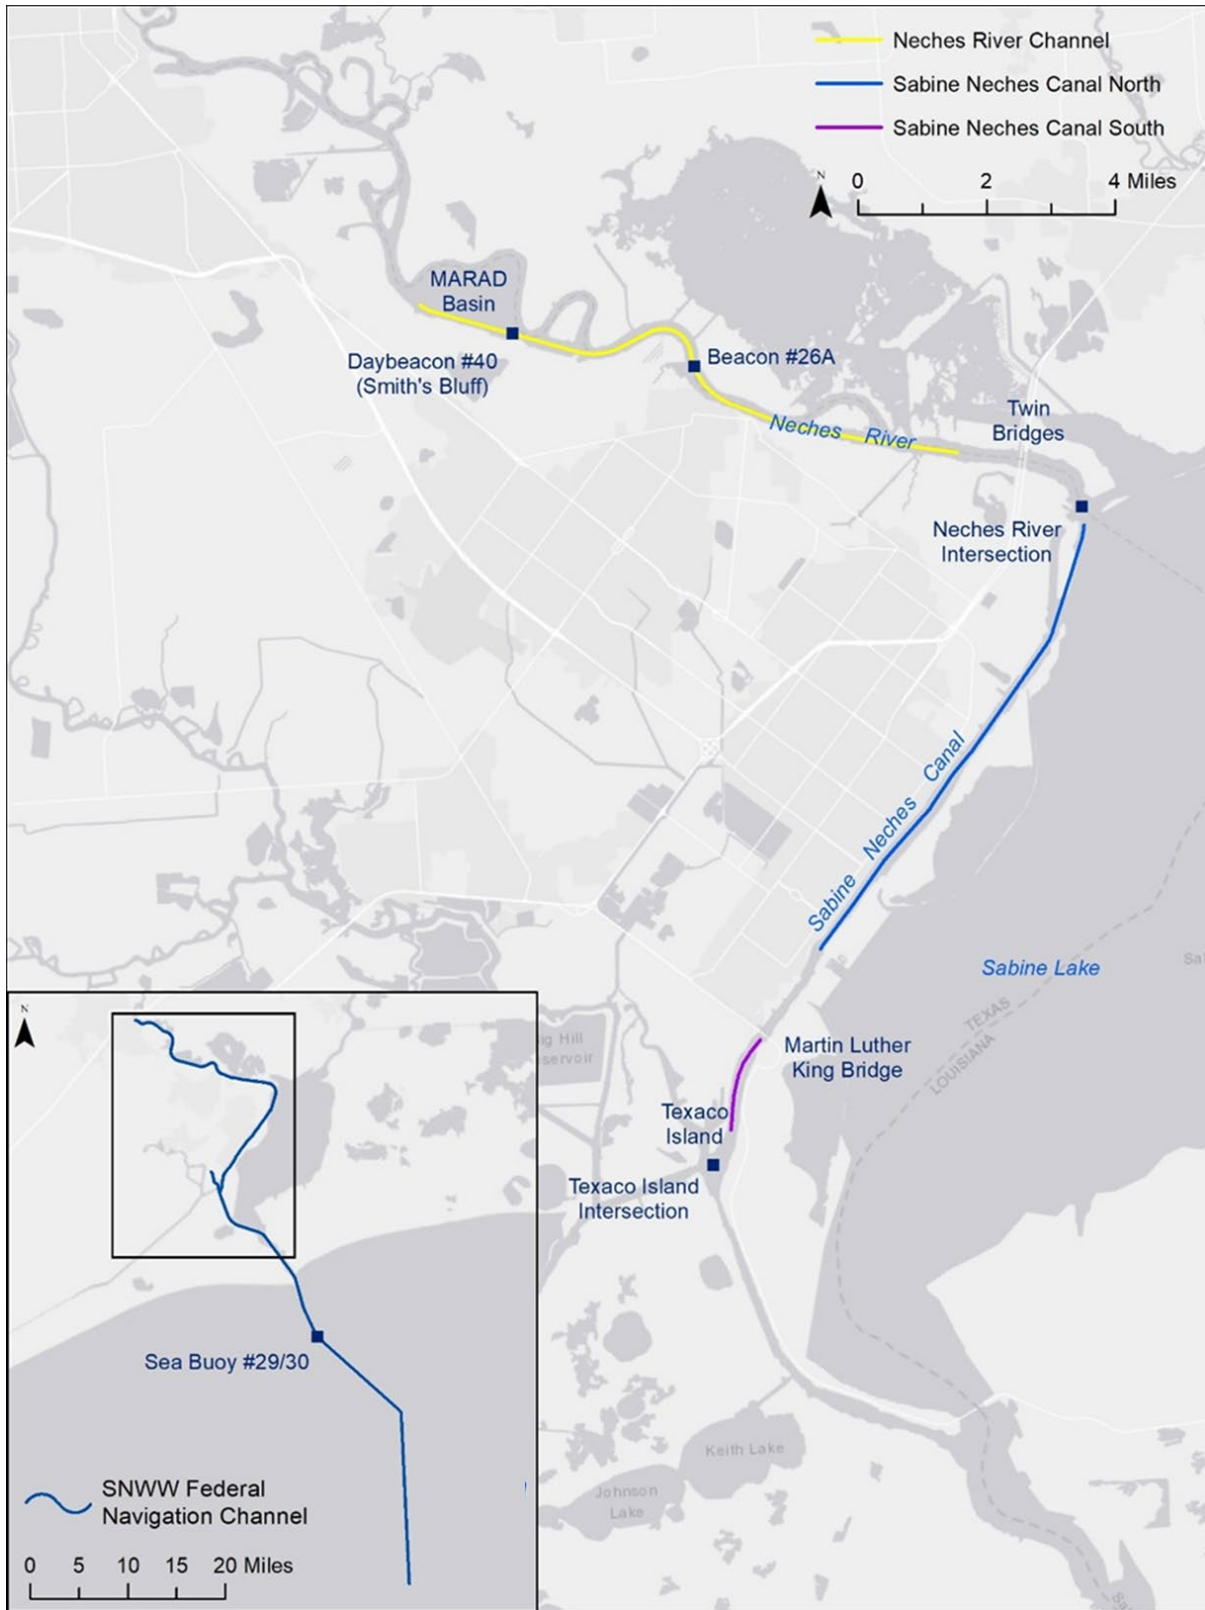 Neches River Channel
Sabine Neches Canal North
Sabine Neches Canal South
N
0 2 4 Miles
MARAD
Basin
Daybeacon #40
(Smith's Bluff)
Beacon #26A
Neches River
Twin
Bridges
Neches River
Intersection
Sabine Neches Canal
Sabine Lake
TEXAS
LOUISIANA
Martin Luther
King Bridge
Texaco
Island
Texaco Island
Intersection
Hill
Keith Lake
Johnson
Lake
N
Sea Buoy #29/30
SNWW Federal
Navigation Channel
0 5 10 15 20 Miles